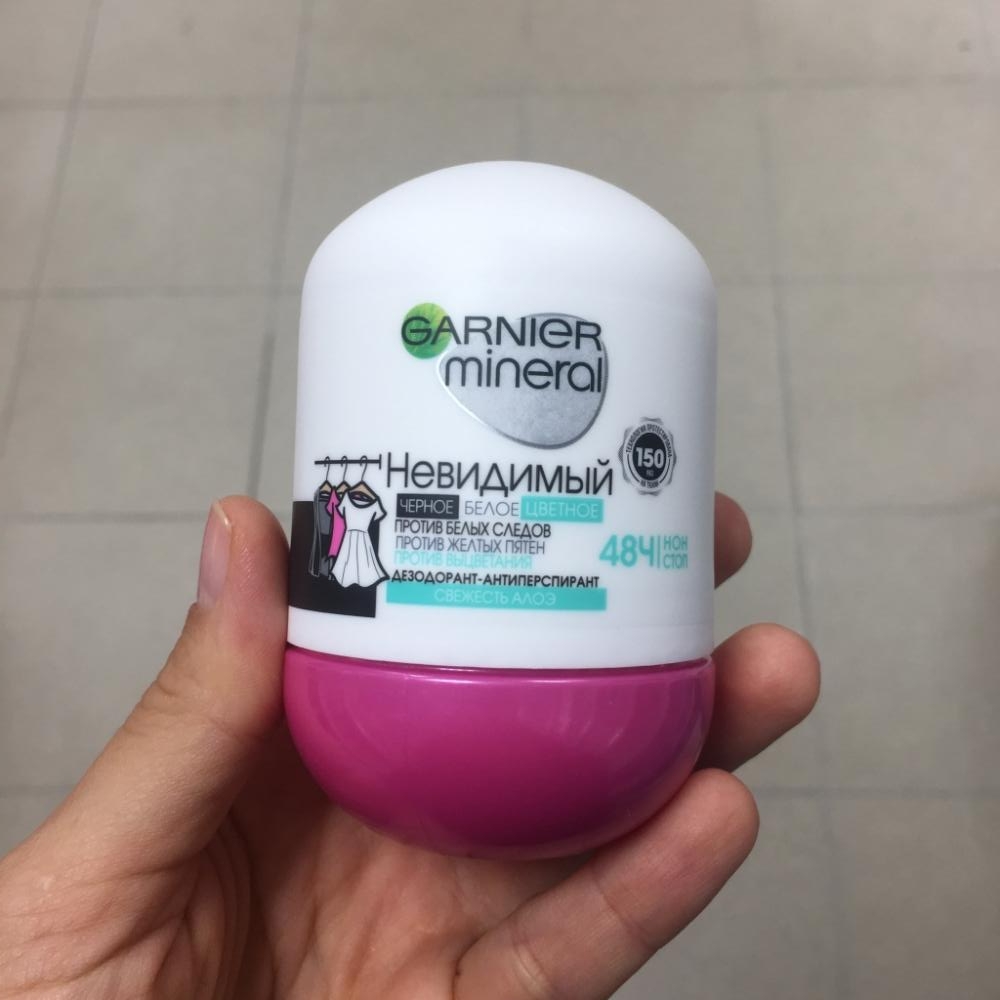 GARNIER
mineral
Невидимый
ЧЕРНОЕ БЕЛОЕ ЦВЕТНОЕ
ПРОТИВ БЕЛЫХ СЛЕДОВ
ПРОТИВ ЖЕЛТЫХ ПЯТЕН
ПРОТИВ ВЫЦВЕТАНИЯ
ДЕЗОДОРАНТ-АНТИПЕРСПИРАНТ
СВЕЖЕСТЬ АЛОЭ
150
48Ч НОН
СТОП